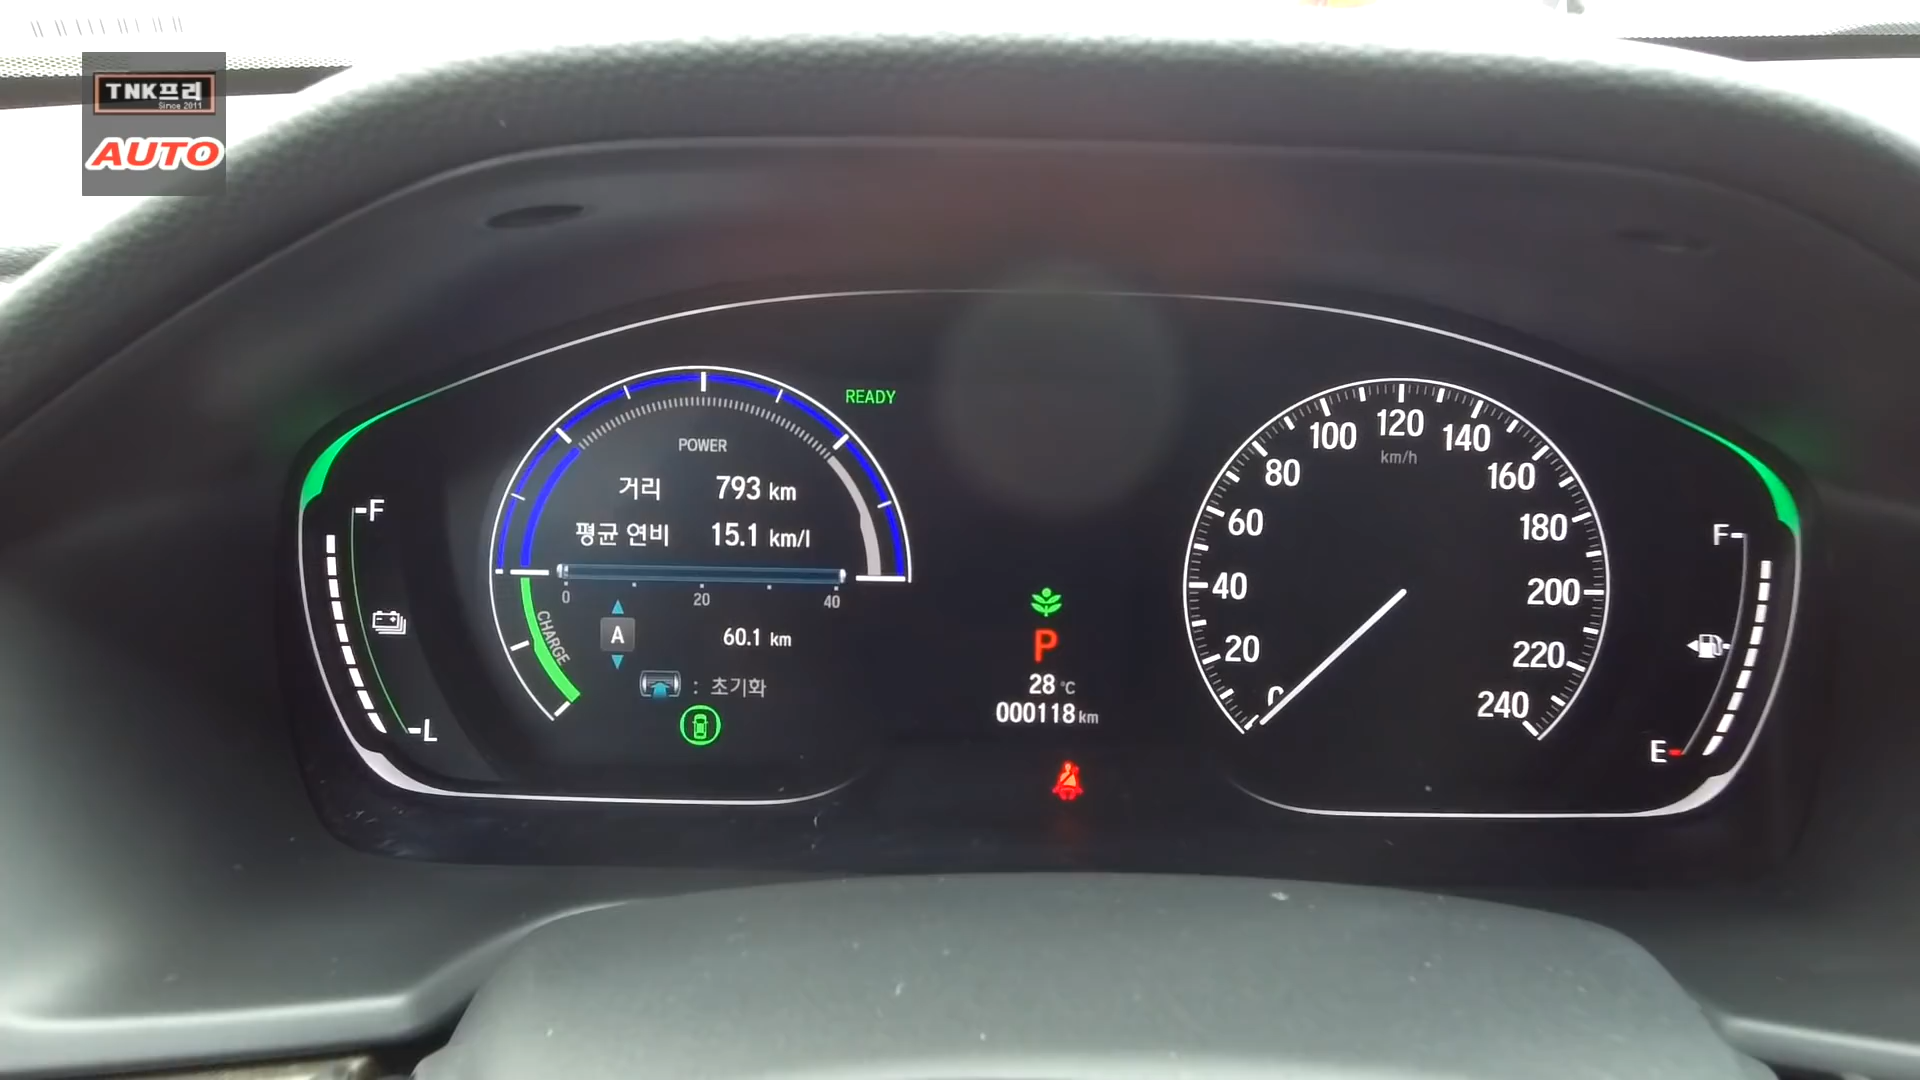 TNK프리
Since 2011
AUTO
READY
POWER
거리 793 km
평균 연비 15.1 km/l
0 20 40
A 60.1 km
: 초기화
CHARGE
F
L
P
28 °C
000118 km
0 20 40 60 80 100 120 140 160 180 200 220 240
km/h
F
E